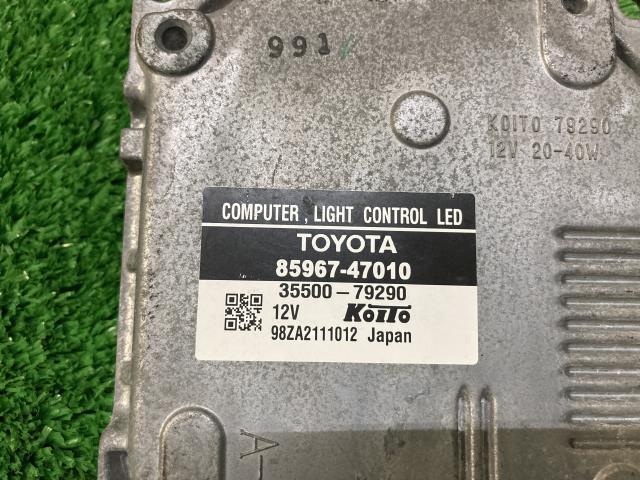 991
KOITO 79290
12V 20-40W
COMPUTER, LIGHT CONTROL LED
TOYOTA
85967-47010
35500-79290
12V KOITO
98ZA2111012 Japan
A-